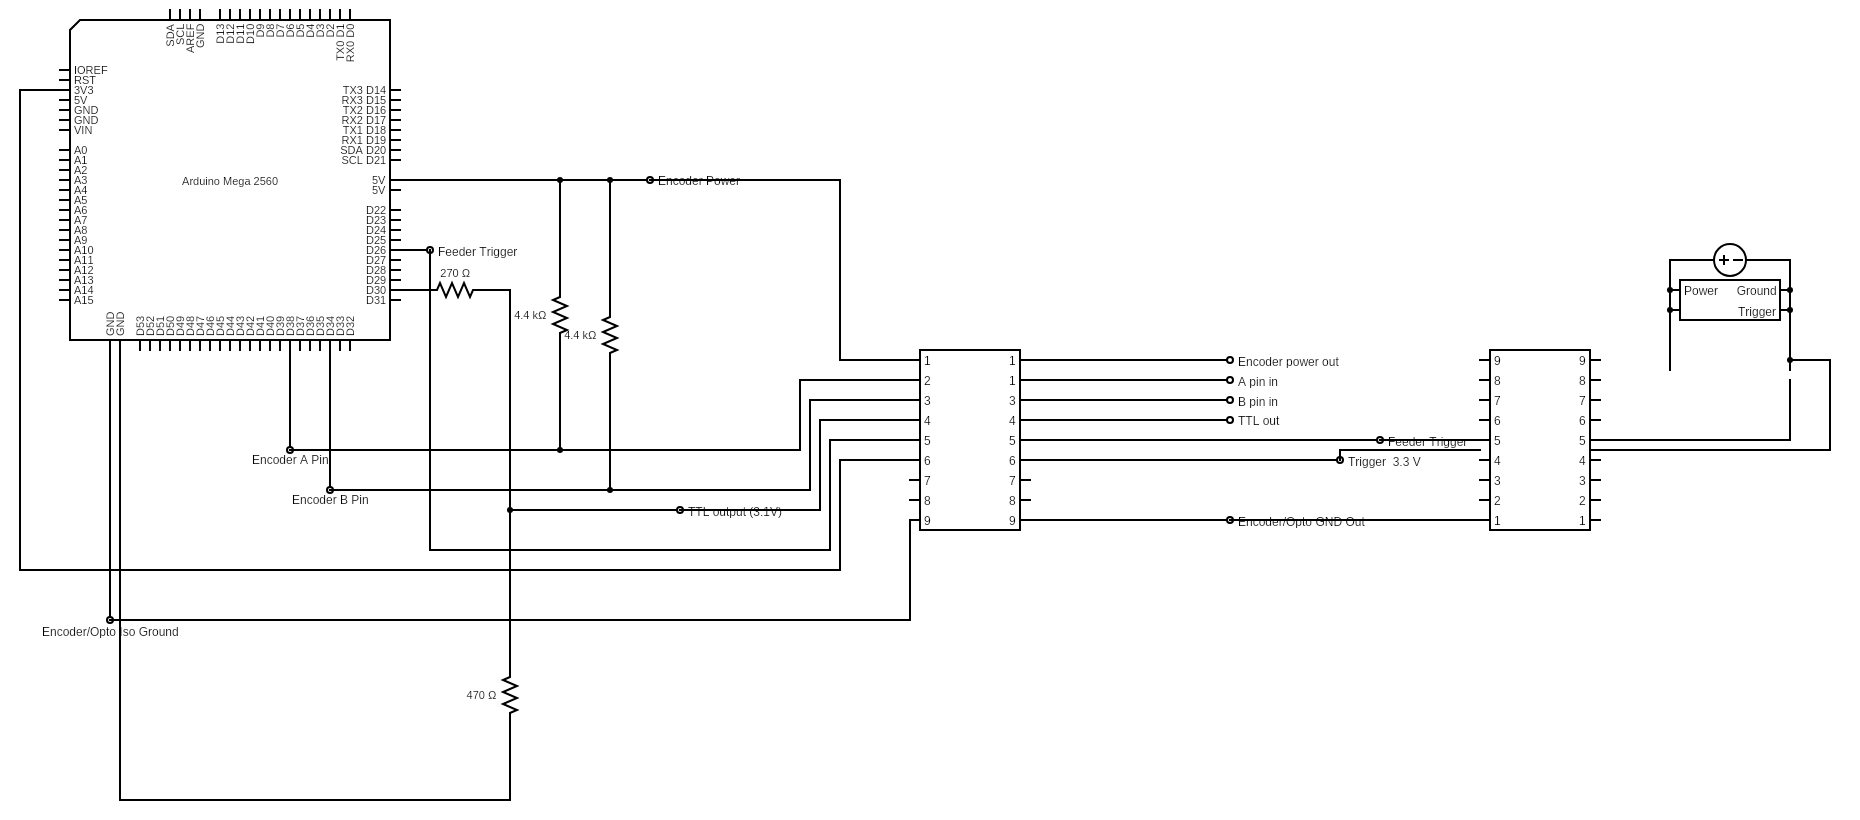 SDA
SCL
AREF
GND
D13
D12
D11
D10
D9
D8
D7
D6
D5
D4
D3
D2
TX0 D1
RX0 D0
IOREF
RST
3V3
5V
GND
GND
VIN
A0
A1
A2
A3
A4
A5
A6
A7
A8
A9
A10
A11
A12
A13
A14
A15
Arduino Mega 2560
TX3 D14
RX3 D15
TX2 D16
RX2 D17
TX1 D18
RX1 D19
SDA D20
SCL D21
5V
5V
D22
D23
D24
D25
D26
D27
D28
D29
D30
D31
GND
GND
D53
D52
D51
D50
D49
D48
D47
D46
D45
D44
D43
D42
D41
D40
D39
D38
D37
D36
D35
D34
D33
D32
Encoder Power
Feeder Trigger
270 Ω
4.4 kΩ
4.4 kΩ
Encoder A Pin
Encoder B Pin
TTL output (3.1V)
Encoder/Opto Iso Ground
470 Ω
1
2
3
4
5
6
7
8
9
1
1
3
4
5
6
7
8
9
Encoder power out
A pin in
B pin in
TTL out
Feeder Trigger
Trigger 3.3 V
Encoder/Opto GND Out
9
8
7
6
5
4
3
2
1
9
8
7
6
5
4
3
2
1
Power Ground
Trigger